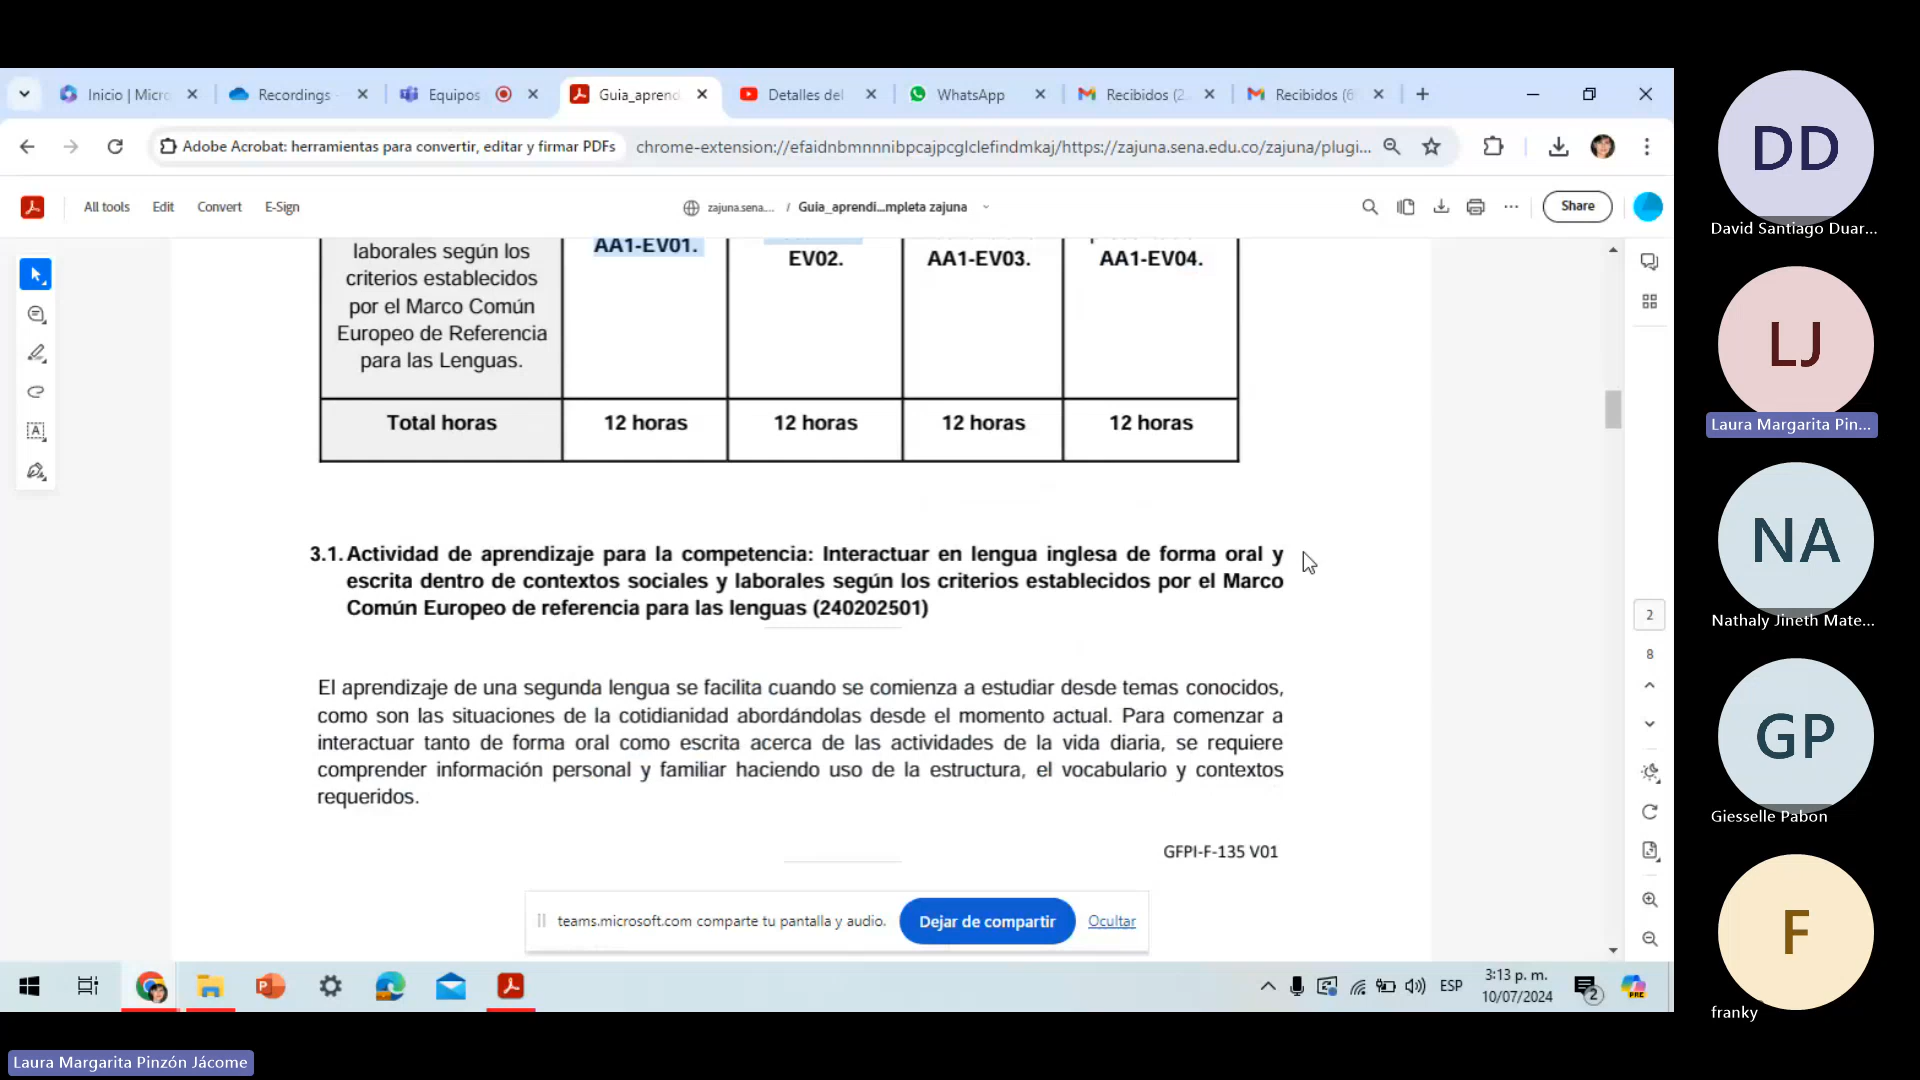 Inicio | Micro
Recordings
Equipos
Guia_aprend
Detalles del
WhatsApp
Recibidos (2
Recibidos (6
Adobe Acrobat: herramientas para convertir, editar y firmar PDFs
chrome-extension://efaidnbmnnnibpcajpcglclefindmkaj/https://zajuna.sena.edu.co/zajuna/plugi...
All tools
Edit
Convert
E-Sign
zajuna.sena....
/ Guia_aprendi...mpleta zajuna
Share
laborales según los
criterios establecidos
por el Marco Común
Europeo de Referencia
para las Lenguas.
AA1-EV01.
EV02.
AA1-EV03.
AA1-EV04.
Total horas
12 horas
12 horas
12 horas
12 horas
3.1. Actividad de aprendizaje para la competencia: Interactuar en lengua inglesa de forma oral y
escrita dentro de contextos sociales y laborales según los criterios establecidos por el Marco
Común Europeo de referencia para las lenguas (240202501)
El aprendizaje de una segunda lengua se facilita cuando se comienza a estudiar desde temas conocidos,
como son las situaciones de la cotidianidad abordándolas desde el momento actual. Para comenzar a
interactuar tanto de forma oral como escrita acerca de las actividades de la vida diaria, se requiere
comprender información personal y familiar haciendo uso de la estructura, el vocabulario y contextos
requeridos.
GFPI-F-135 V01
2
8
teams.microsoft.com comparte tu pantalla y audio.
Dejar de compartir
Ocultar
ESP
3:13 p. m.
10/07/2024
2
PRE
DD
David Santiago Duar...
LJ
Laura Margarita Pin...
NA
Nathaly Jineth Mate...
GP
Giesselle Pabon
F
franky
Laura Margarita Pinzón Jácome